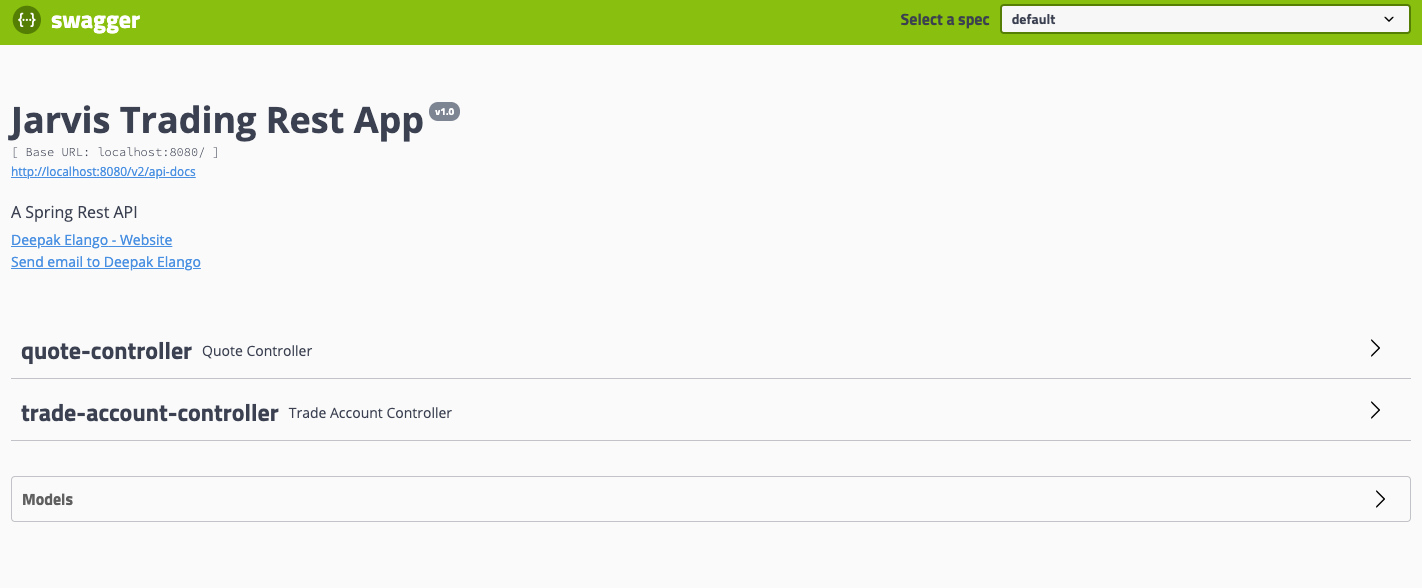 {··} swagger Select a spec default
Jarvis Trading Rest App v1.0
[ Base URL: localhost:8080/ ]
http://localhost:8080/v2/api-docs
A Spring Rest API
Deepak Elango - Website
Send email to Deepak Elango
quote-controller Quote Controller
trade-account-controller Trade Account Controller
Models